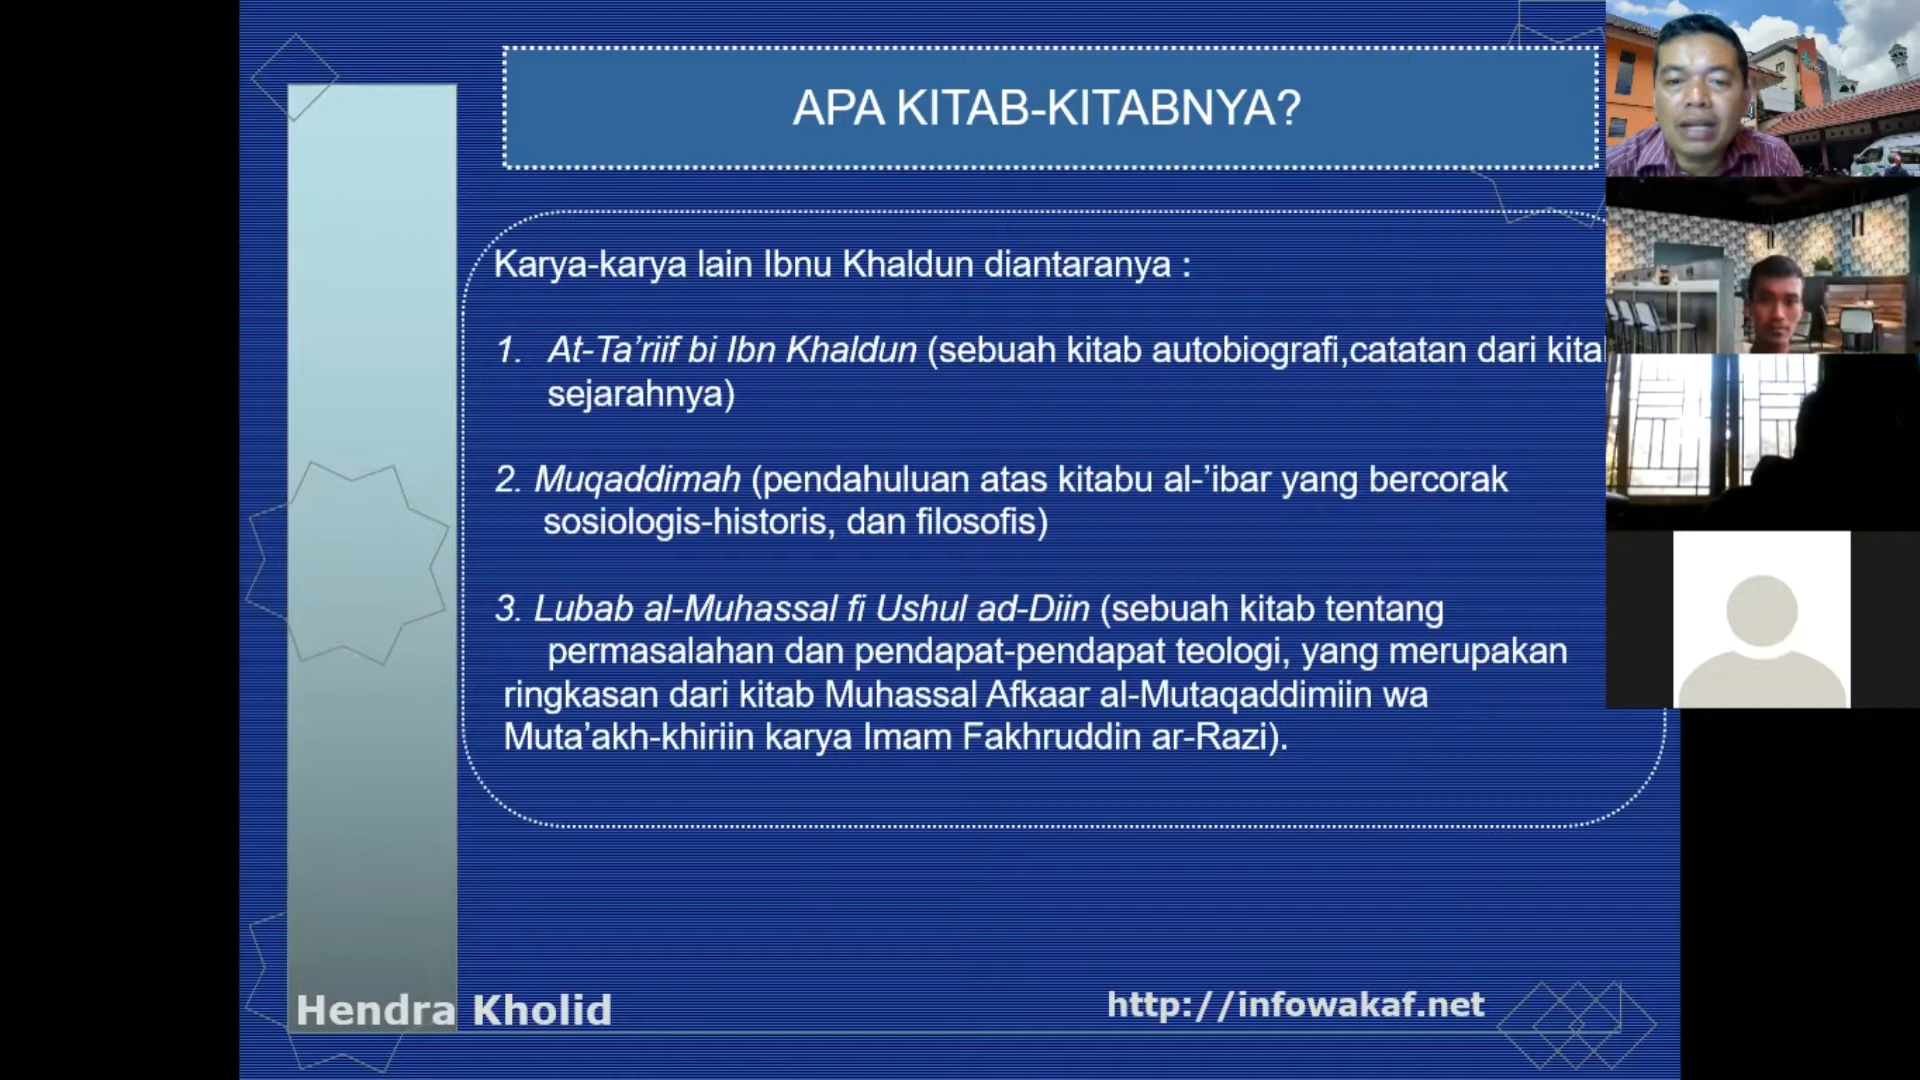 APA KITAB-KITABNYA?
Karya-karya lain Ibnu Khaldun diantaranya :
1. At-Ta’riif bi Ibn Khaldun (sebuah kitab autobiografi,catatan dari
sejarahnya)
2. Muqaddimah (pendahuluan atas kitabu al-’ibar yang bercorak
sosiologis-historis, dan filosofis)
3. Lubab al-Muhassal fi Ushul ad-Diin (sebuah kitab tentang
permasalahan dan pendapat-pendapat teologi, yang merupakan
ringkasan dari kitab Muhassal Afkaar al-Mutaqaddimiin wa
Muta’akh-khiriin karya Imam Fakhruddin ar-Razi).
Hendra Kholid
http://infowakaf.net